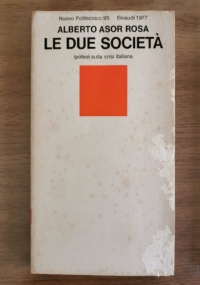 Nuovo Politecnico 95 Einaudi 1977
ALBERTO ASOR ROSA
LE DUE SOCIETÀ
Ipotesi sulla crisi italiana